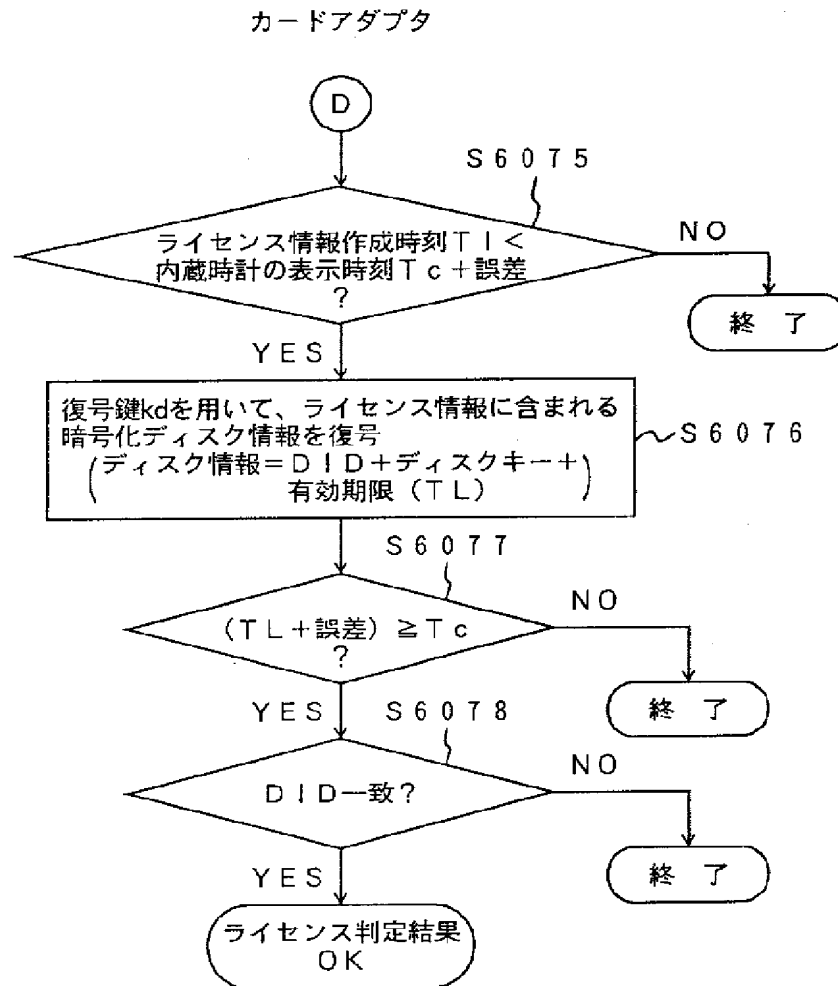 カードアダプタ
D
S6075
ライセンス情報作成時刻Tl<
内蔵時計の表示時刻Tc+誤差
?
NO
終 了
YES
復号鍵kdを用いて、ライセンス情報に含まれる
暗号化ディスク情報を復号
(ディスク情報=DID+ディスクキー+
有効期限(TL))
S6076
S6077
(TL+誤差)≧Tc
?
NO
終 了
YES
S6078
DID一致?
NO
終 了
YES
ライセンス判定結果
OK